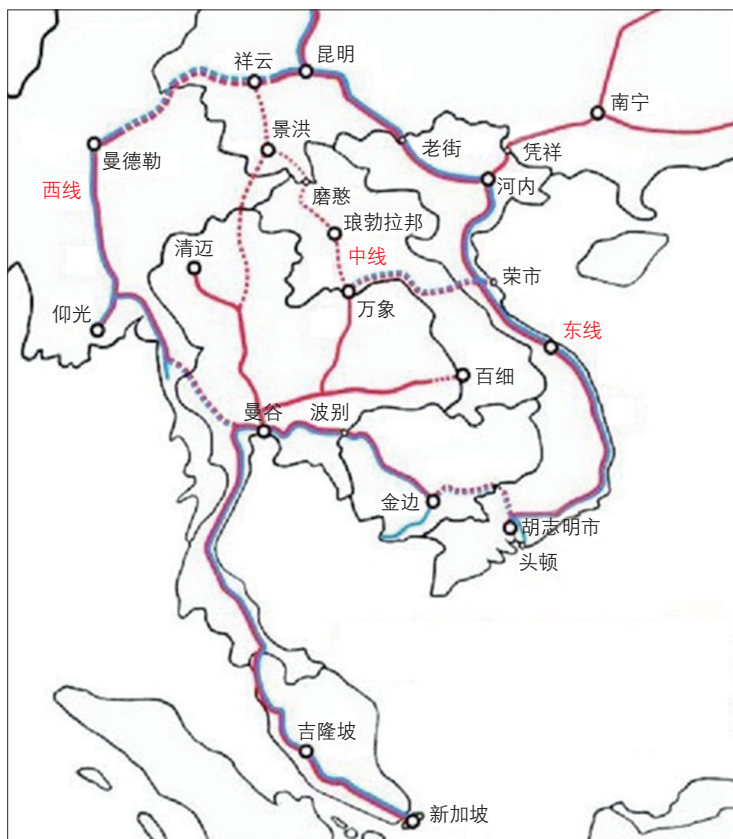 祥云
昆明
南宁
景洪
老街
凭祥
曼德勒
河内
西线
磨憨
琅勃拉邦
清迈
中线
荣市
仰光
万象
东线
百细
曼谷
波别
金边
胡志明市
头顿
吉隆坡
新加坡